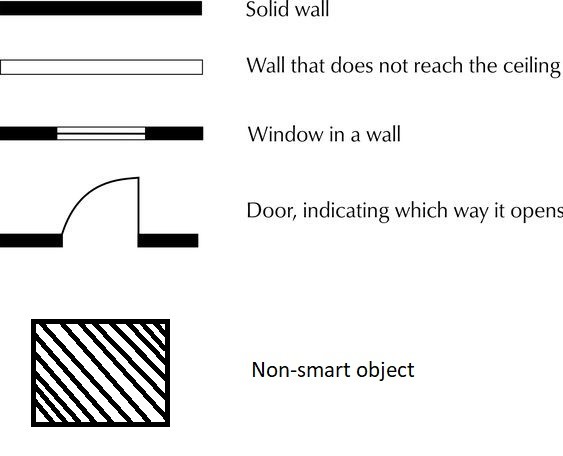 Solid wall
Wall that does not reach the ceiling
Window in a wall
Door, indicating which way it opens
Non-smart object